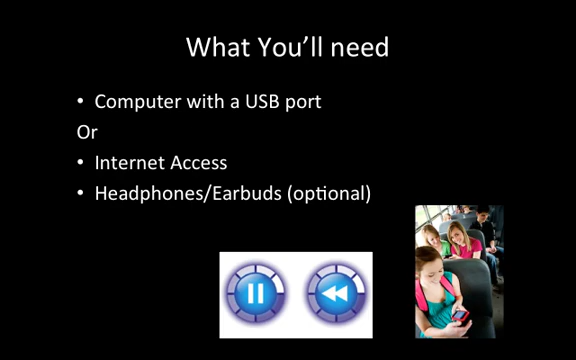 What You'll need
• Computer with a USB port
Or
• Internet Access
• Headphones/Earbuds (optional)